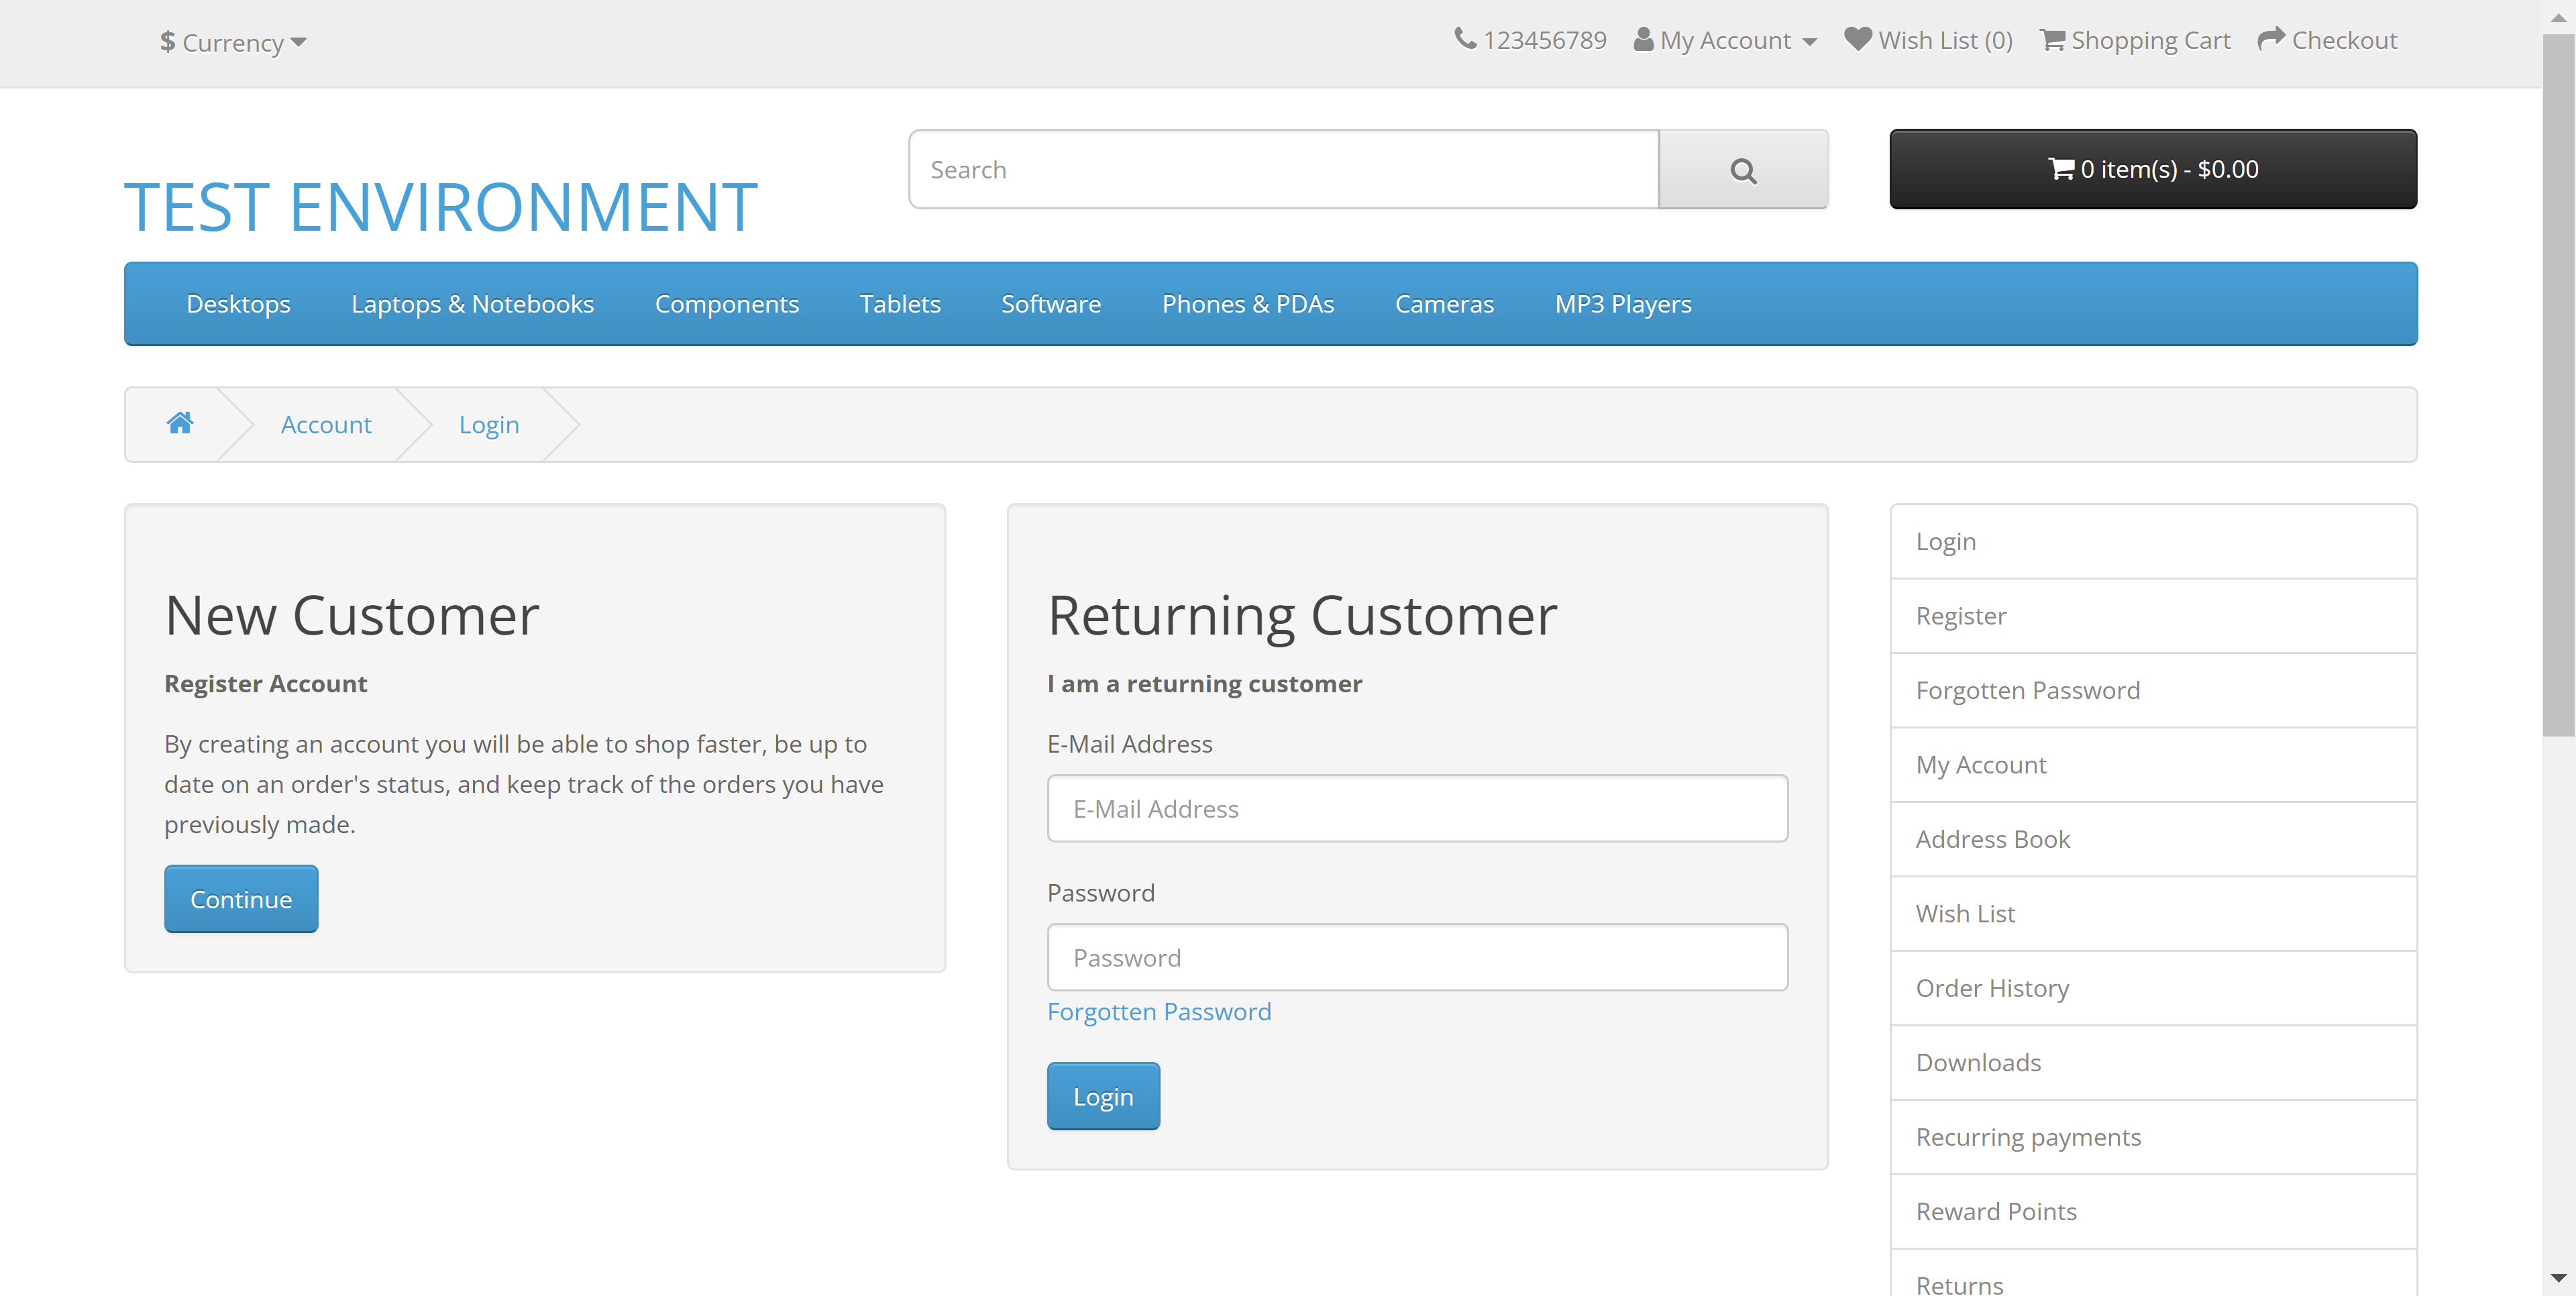 $ Currency
123456789 My Account Wish List (0) Shopping Cart Checkout
TEST ENVIRONMENT
Search
0 item(s) - $0.00
Desktops Laptops & Notebooks Components Tablets Software Phones & PDAs Cameras MP3 Players
Account Login
New Customer
Register Account
By creating an account you will be able to shop faster, be up to
date on an order's status, and keep track of the orders you have
previously made.
Continue
Returning Customer
I am a returning customer
E-Mail Address
E-Mail Address
Password
Password
Forgotten Password
Login
Login
Register
Forgotten Password
My Account
Address Book
Wish List
Order History
Downloads
Recurring payments
Reward Points
Returns